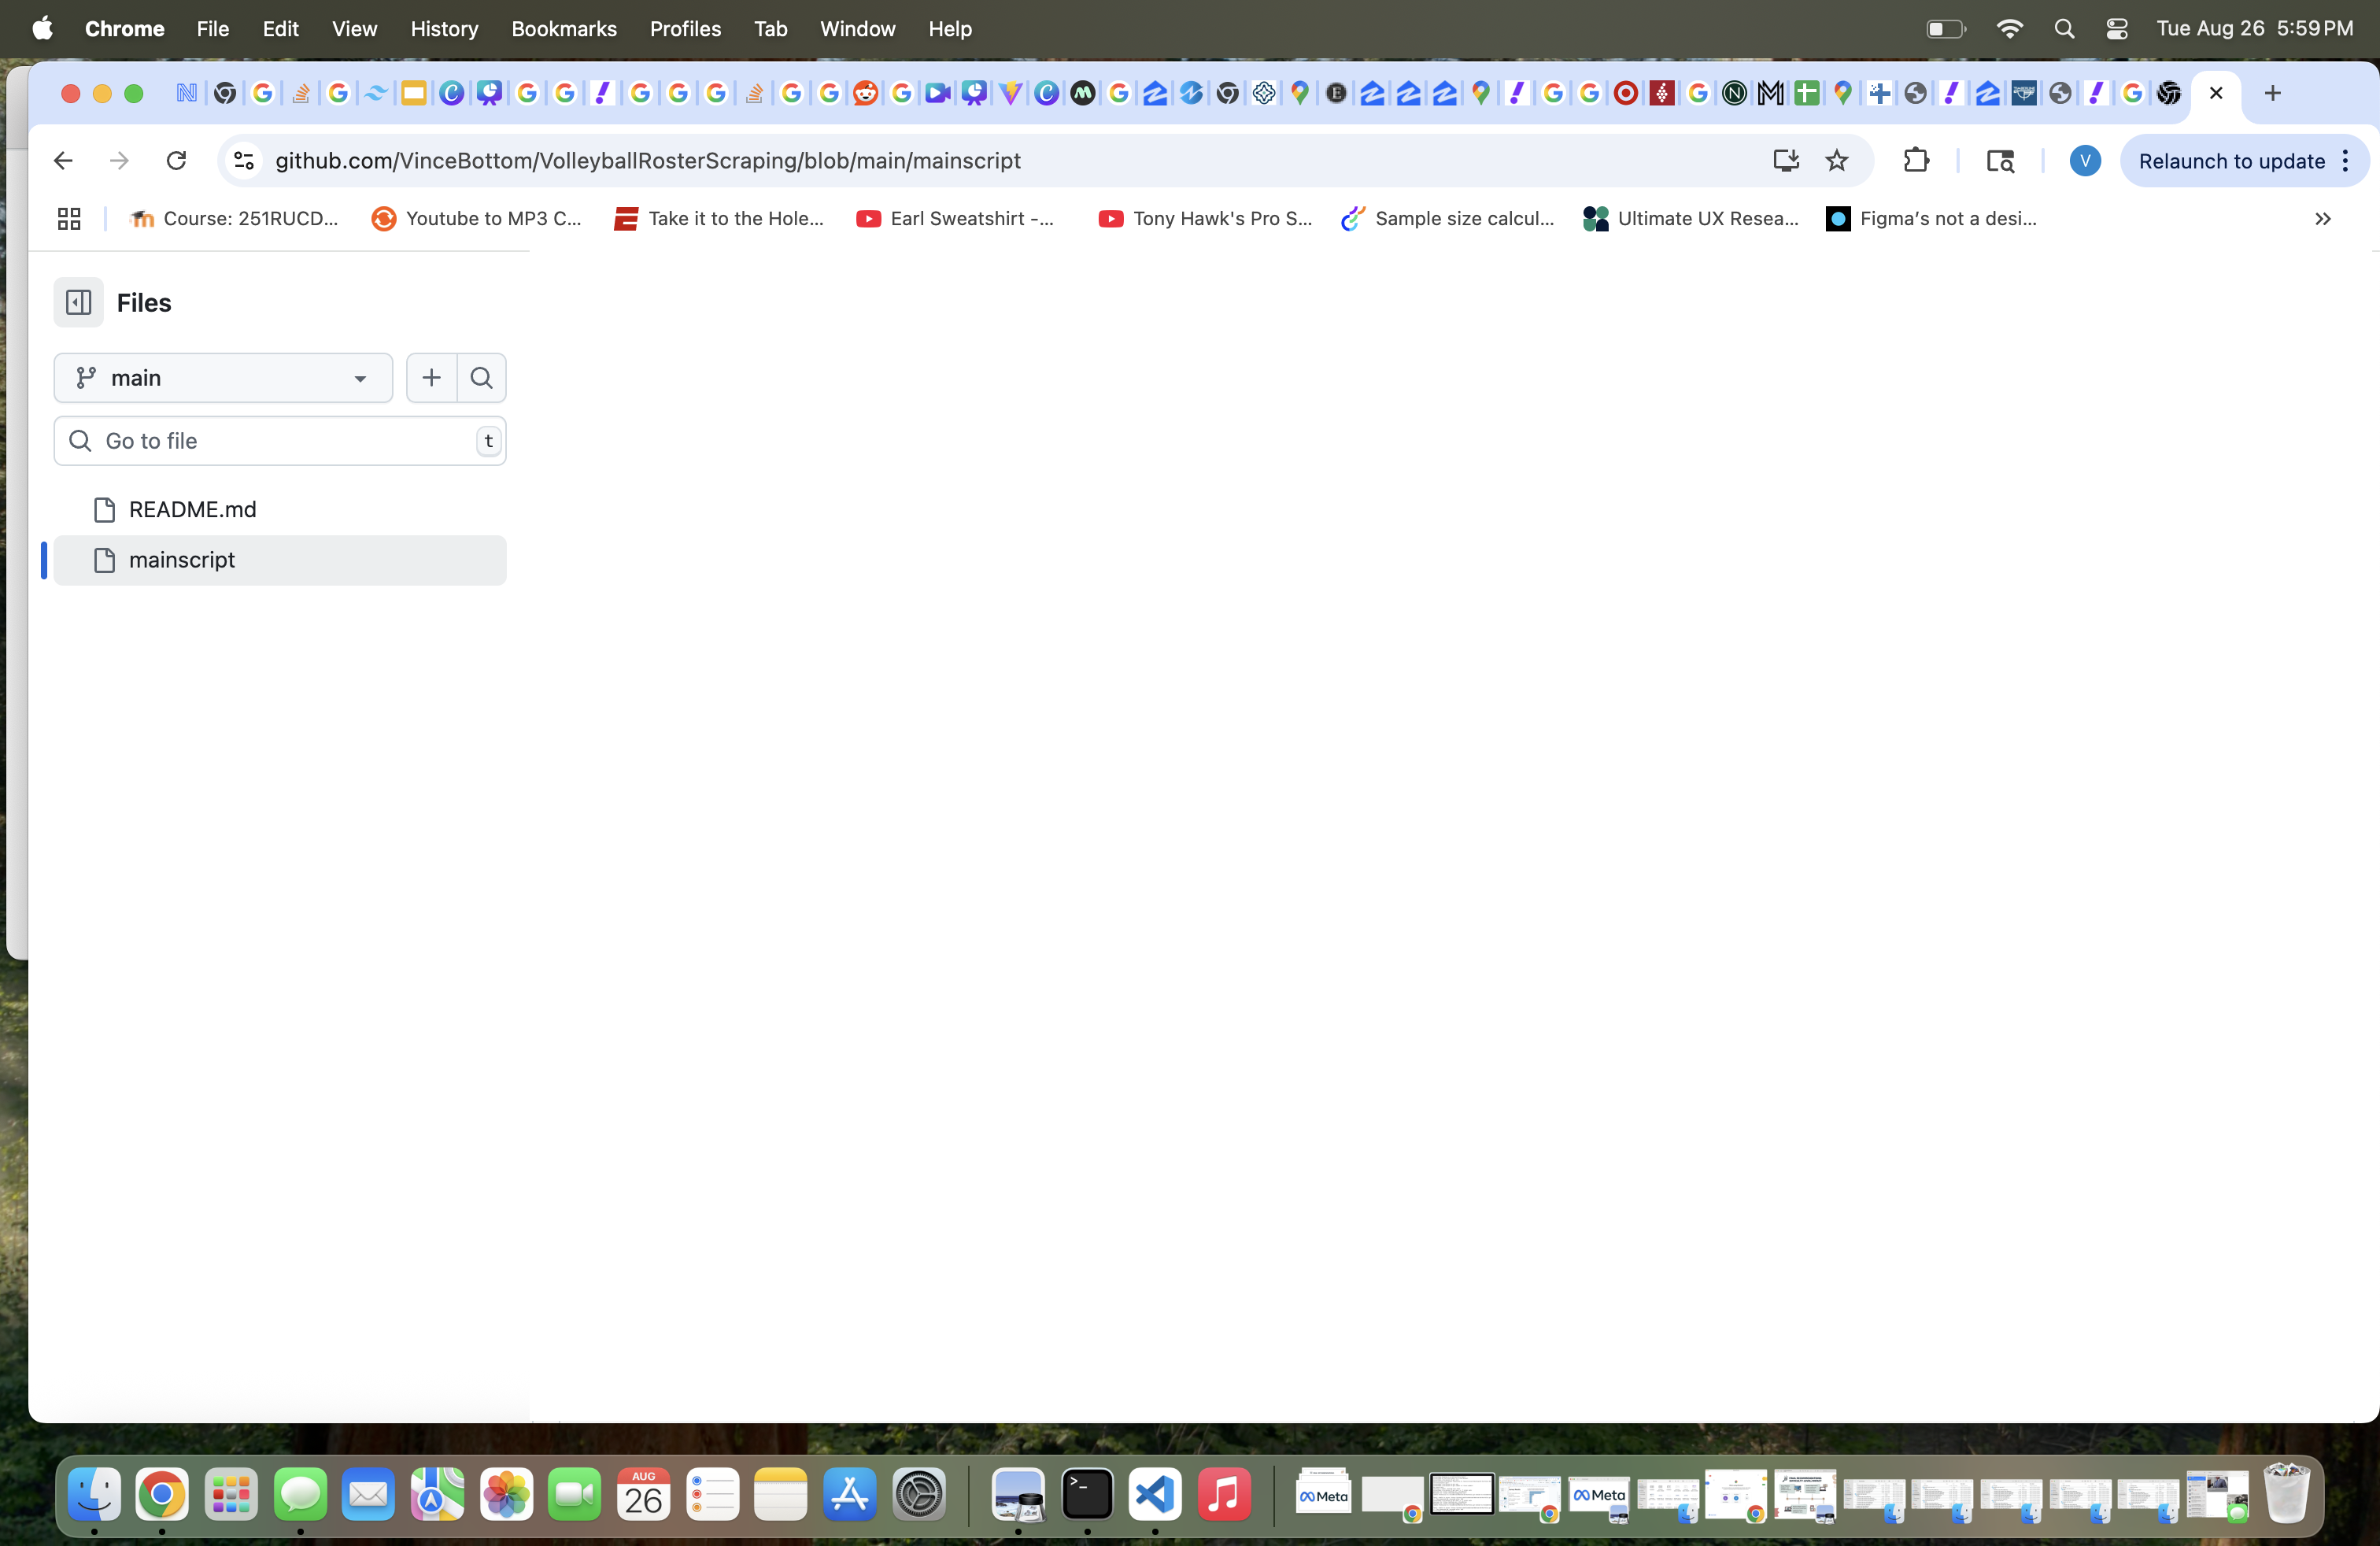 Chrome File Edit View History Bookmarks Profiles Tab Window Help Tue Aug 26 5:59 PM
github.com/VinceBottom/VolleyballRosterScraping/blob/main/mainscript V Relaunch to update
Course: 251RUCD... Youtube to MP3 C... Take it to the Hole... Earl Sweatshirt -... Tony Hawk's Pro S... Sample size calcul... Ultimate UX Resea... Figma's not a desi...
Files
main
Go to file t
README.md
mainscript
AUG
26
Meta
Meta